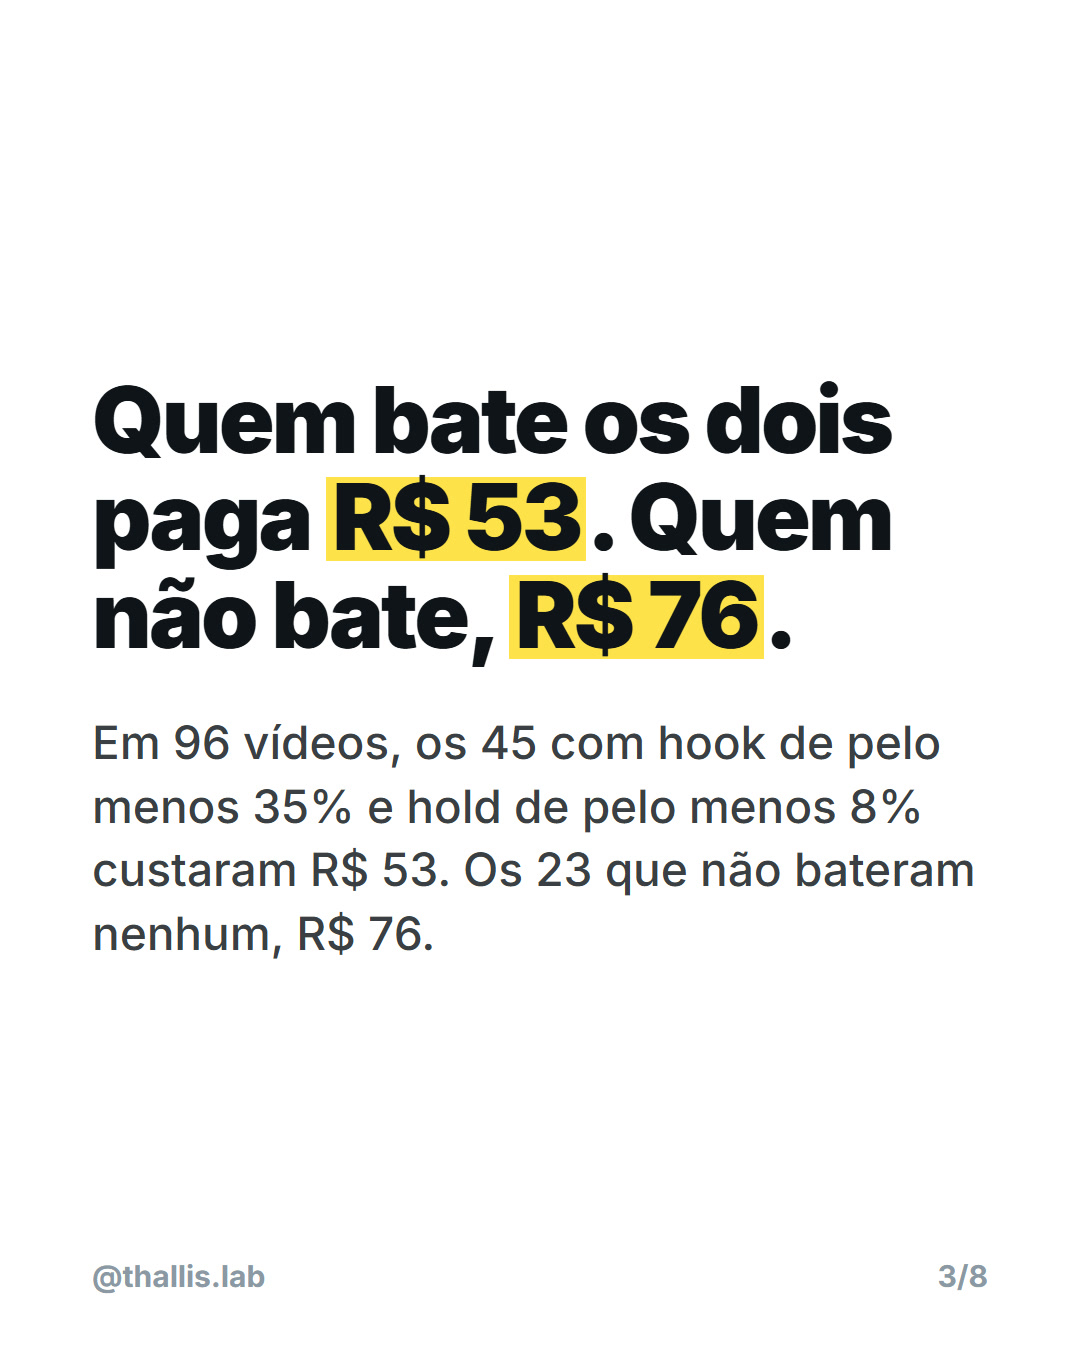 Quem bate os dois
paga R$ 53. Quem
não bate, R$ 76.
Em 96 vídeos, os 45 com hook de pelo
menos 35% e hold de pelo menos 8%
custaram R$ 53. Os 23 que não bateram
nenhum, R$ 76.
@thallis.lab
3/8